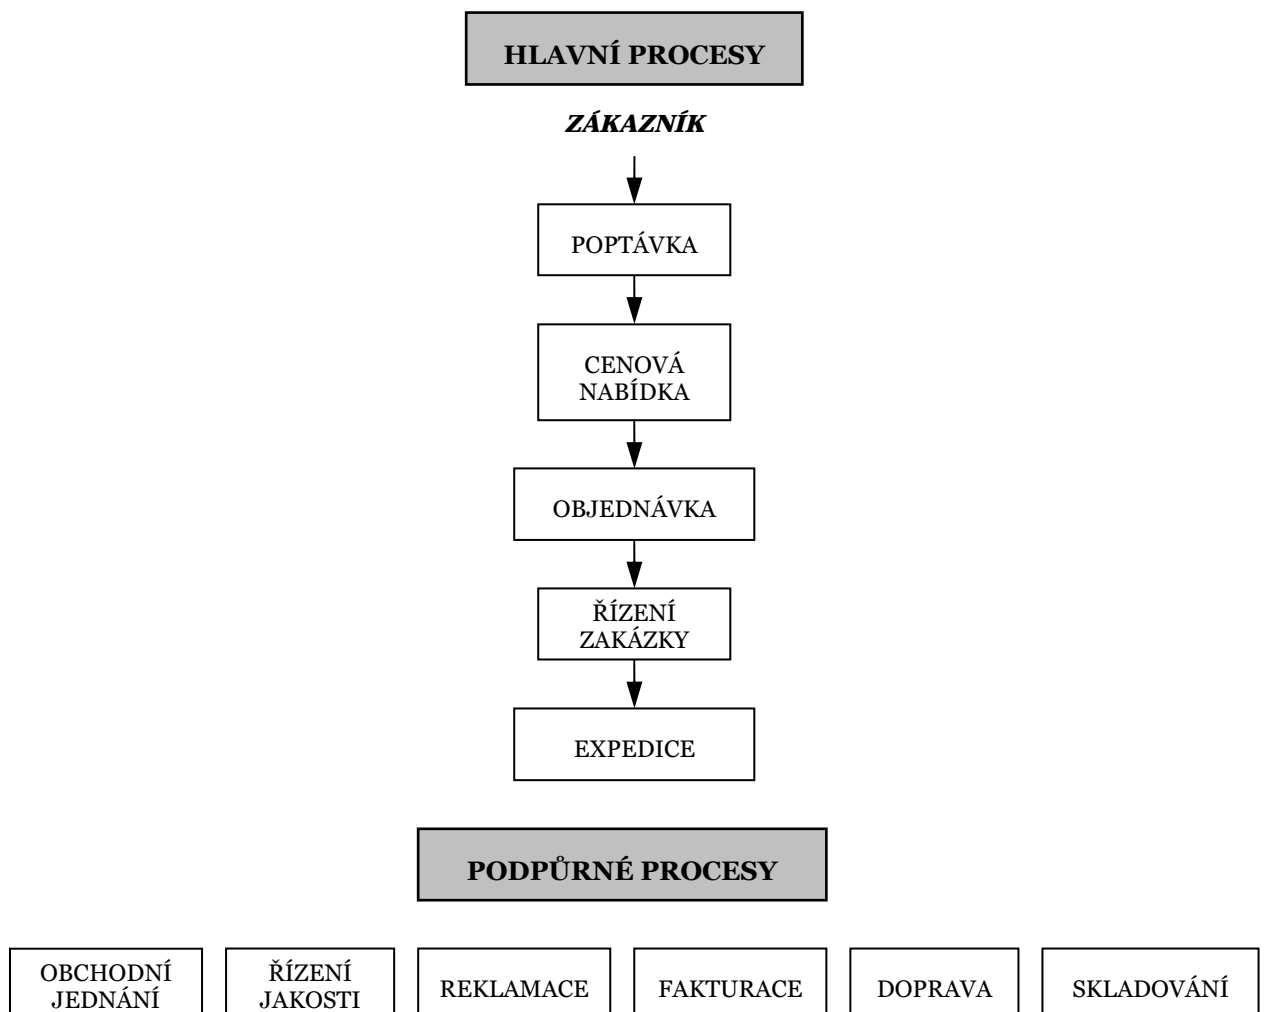 HLAVNÍ PROCESY
ZÁKAZNÍK
POPTÁVKA
CENOVÁ
NABÍDKA
OBJEDNÁVKA
ŘÍZENÍ
ZAKÁZKY
EXPEDICE
PODPŮRNÉ PROCESY
OBCHODNÍ
JEDNÁNÍ
ŘÍZENÍ
JAKOSTI
REKLAMACE
FAKTURACE
DOPRAVA
SKLADOVÁNÍ